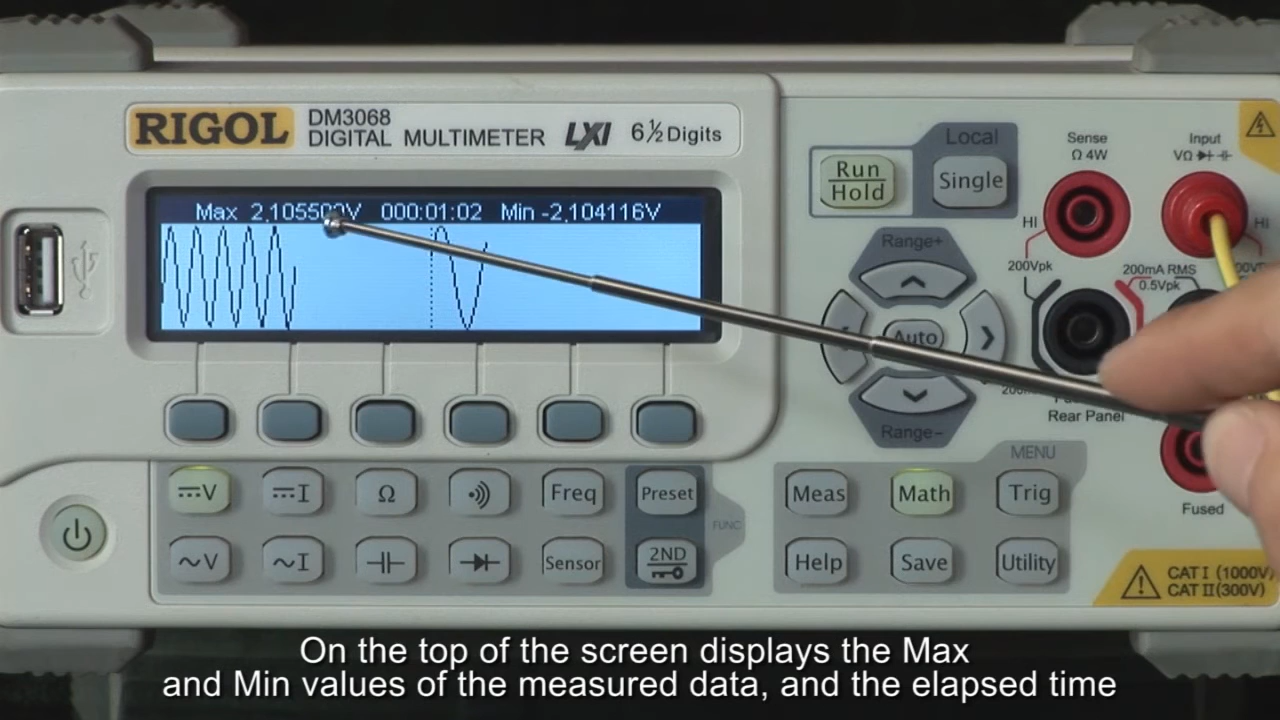 RIGOL
DM3068
DIGITAL MULTIMETER
LXI
6½ Digits
Max
000:01:02
Min -2,104116V
Run
Hold
Local
Single
Sense
Ω 4W
Input
VΩ
HI
HI
200Vpk
200mA RMS
0.5Vpk
Range+
Auto
Range−
Rear Panel
Fused
V
I
Ω
Freq
Preset
FUNC
∼V
∼I
Sensor
2ND
MENU
Meas
Math
Trig
Help
Save
Utility
CAT I (1000V)
CAT II(300V)
On the top of the screen displays the Max
and Min values of the measured data, and the elapsed time